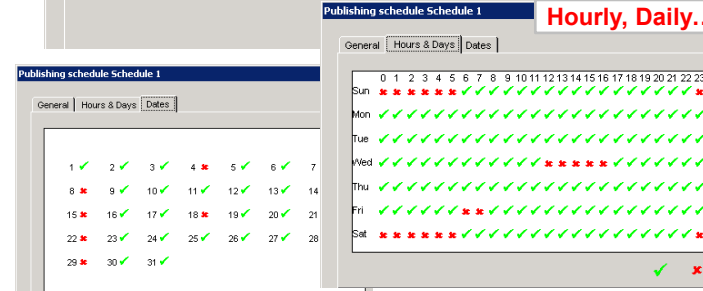 Publishing schedule Schedule 1
General Hours & Days Dates
1 2 3 4 5 6 7
8 9 10 11 12 13 14
15 16 17 18 19 20 21
22 23 24 25 26 27 28
29 30 31
Publishing schedule Schedule 1
Hourly, Daily..
General Hours & Days Dates
0 1 2 3 4 5 6 7 8 9 10 11 12 13 14 15 16 17 18 19 20 21 22 23
Sun
Mon
Tue
Wed
Thu
Fri
Sat